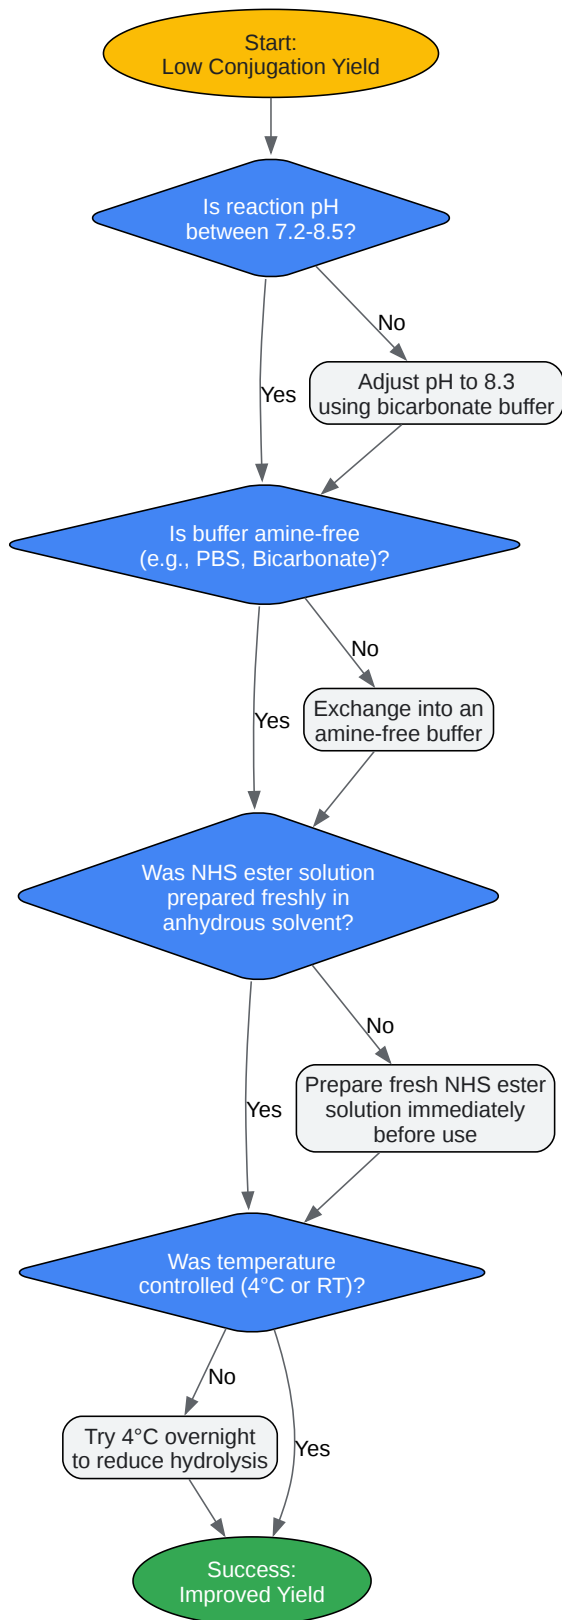 Start:
Low Conjugation Yield
Is reaction pH
between 7.2-8.5?
No
Yes
Adjust pH to 8.3
using bicarbonate buffer
Is buffer amine-free
(e.g., PBS, Bicarbonate)?
No
Yes
Exchange into an
amine-free buffer
Was NHS ester solution
prepared freshly in
anhydrous solvent?
No
Yes
Prepare fresh NHS ester
solution immediately
before use
Was temperature
controlled (4°C or RT)?
No
Yes
Try 4°C overnight
to reduce hydrolysis
Success:
Improved Yield